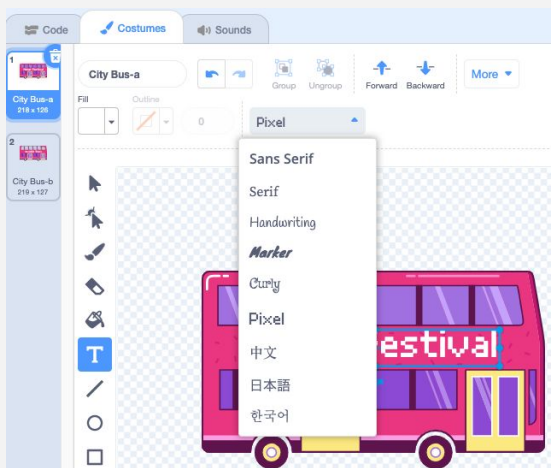 Code
Costumes
Sounds
1
City Bus-a
218 x 126
2
City Bus-b
219 x 127
City Bus-a
Group
Ungroup
Forward
Backward
More
Fill
Outline
0
Pixel
Sans Serif
Serif
Handwriting
Marker
Curly
Pixel
中文
日本語
한국어
T
estival